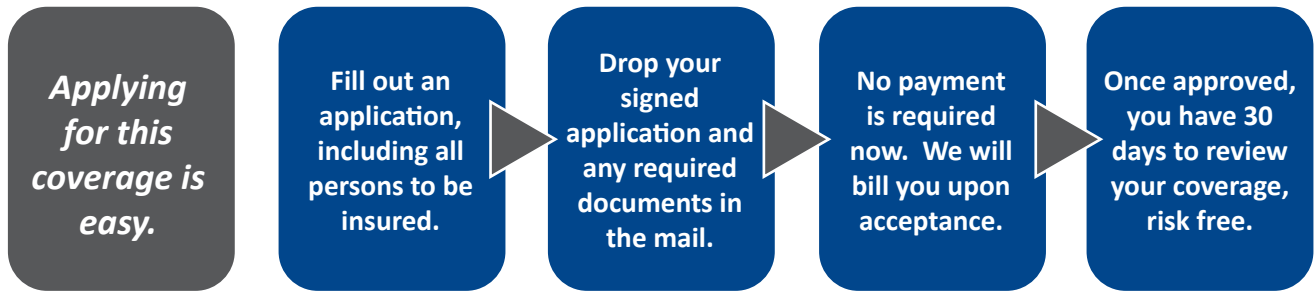 Applying
for this
coverage is
easy.
Fill out an
application,
including all
persons to be
insured.
Drop your
signed
application and
any required
documents in
the mail.
No payment
is required
now.  We will
bill you upon
acceptance.
Once approved,
you have 30
days to review
your coverage,
risk free.